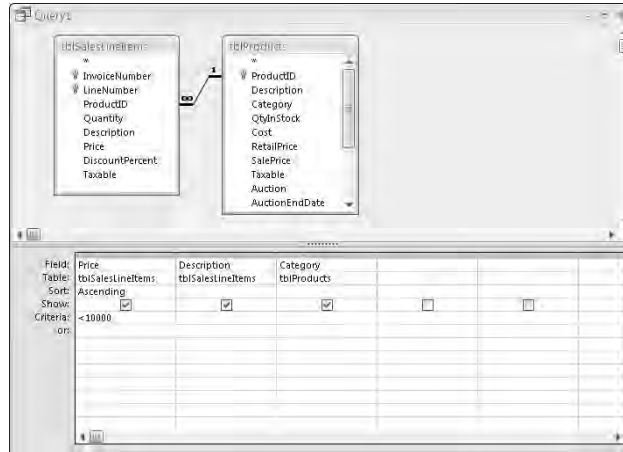 Query1
tblSalesLineItems
*
InvoiceNumber
LineNumber
ProductID
Quantity
Description
Price
DiscountPercent
Taxable
∞
1
tblProducts
*
ProductID
Description
Category
QtyInStock
Cost
RetailPrice
SalePrice
Taxable
Auction
AuctionEndDate
Field: Price Description Category
Table: tblSalesLineItems tblSalesLineItems tblProducts
Sort: Ascending
Show:
Criteria: <10000
or: